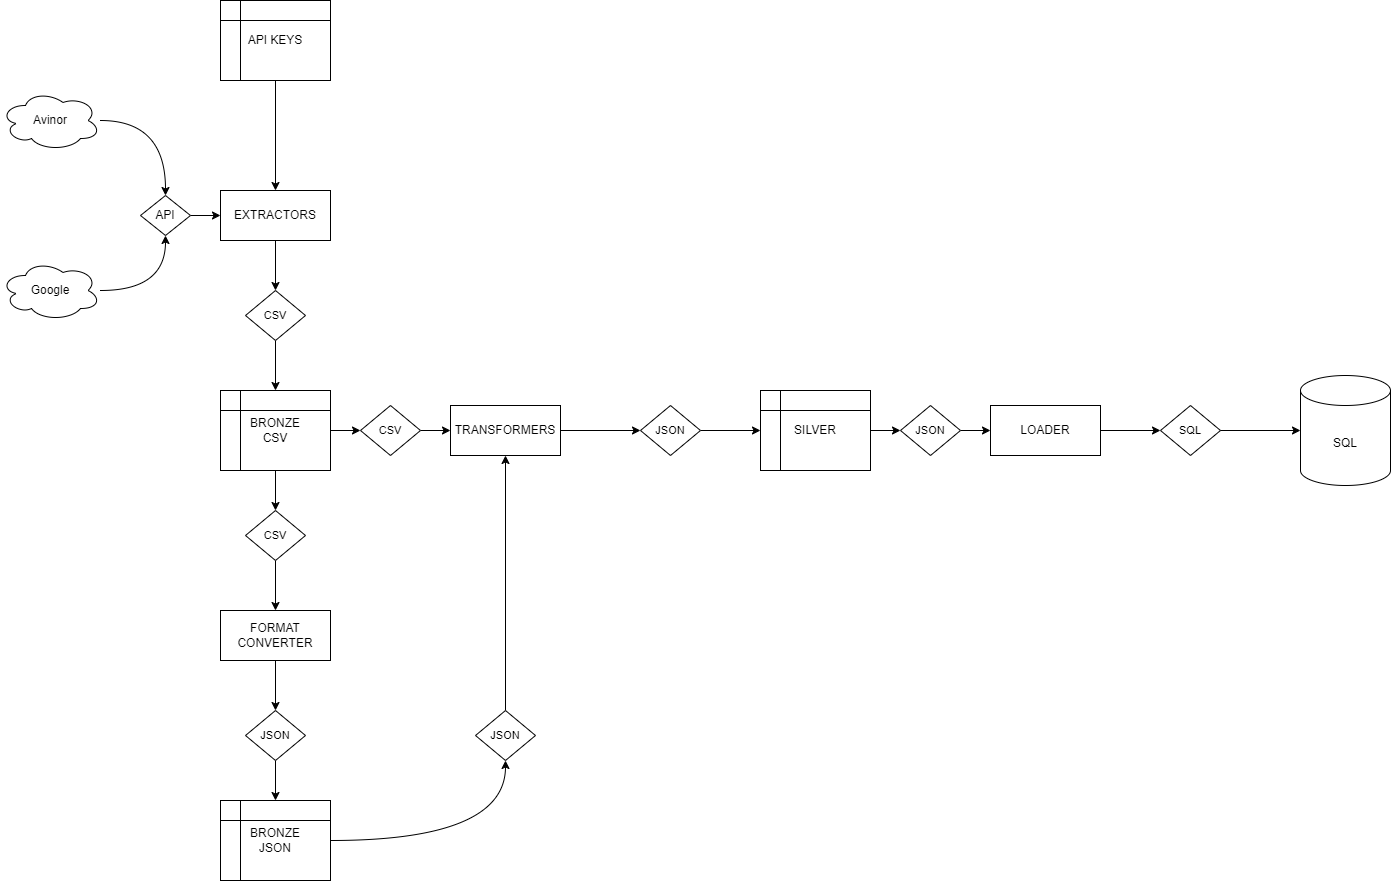 API KEYS
Avinor
API
EXTRACTORS
Google
CSV
BRONZE
CSV
CSV
TRANSFORMERS
JSON
SILVER
JSON
LOADER
SQL
SQL
CSV
FORMAT
CONVERTER
JSON
JSON
BRONZE
JSON